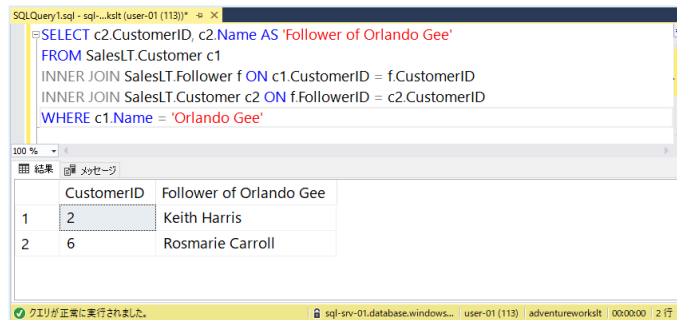 SQLQuery1.sql - sql-...kslt (user-01 (113))*
SELECT c2.CustomerID, c2.Name AS 'Follower of Orlando Gee'
FROM SalesLT.Customer c1
INNER JOIN SalesLT.Follower f ON c1.CustomerID = f.CustomerID
INNER JOIN SalesLT.Customer c2 ON f.FollowerID = c2.CustomerID
WHERE c1.Name = 'Orlando Gee'
100 %
結果 メッセージ
CustomerID Follower of Orlando Gee
1 2 Keith Harris
2 6 Rosmarie Carroll
クエリが正常に実行されました。 sql-srv-01.database.windows... user-01 (113) adventureworkslt 00:00:00 2 行